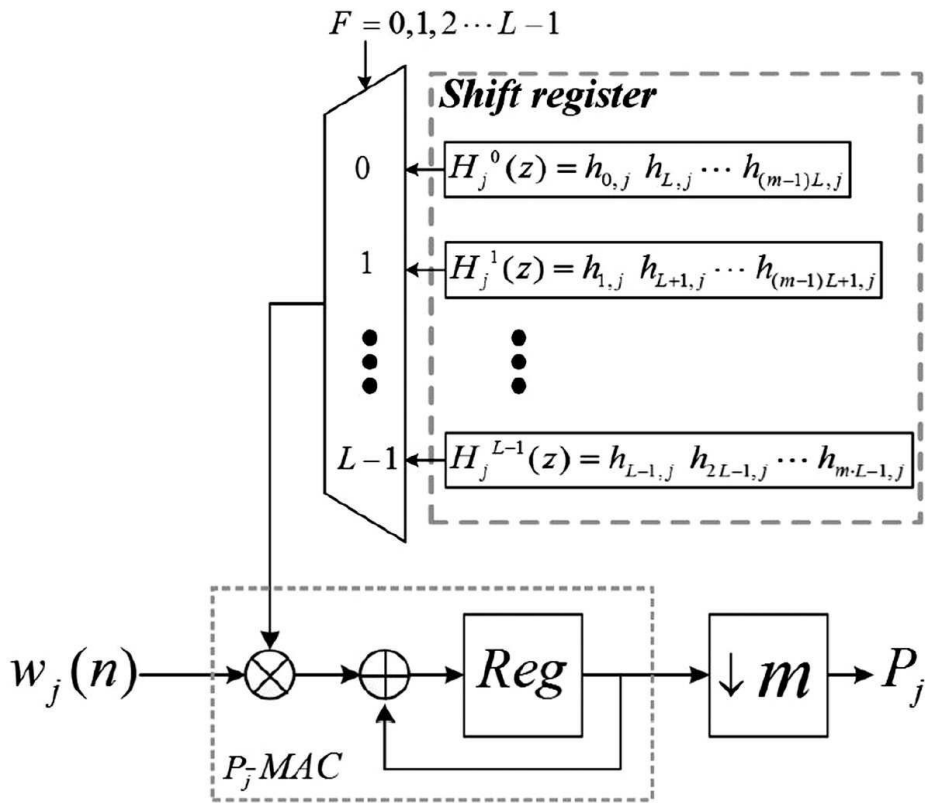 F = 0,1,2 ··· L−1
Shift register
0
H_j^0(z) = h_{0,j} h_{L,j} ··· h_{(m−1)L,j}
1
H_j^1(z) = h_{1,j} h_{L+1,j} ··· h_{(m−1)L+1,j}
L−1
H_j^{L−1}(z) = h_{L−1,j} h_{2L−1,j} ··· h_{m·L−1,j}
w_j(n)
Reg
↓m
P_j
P_j-MAC